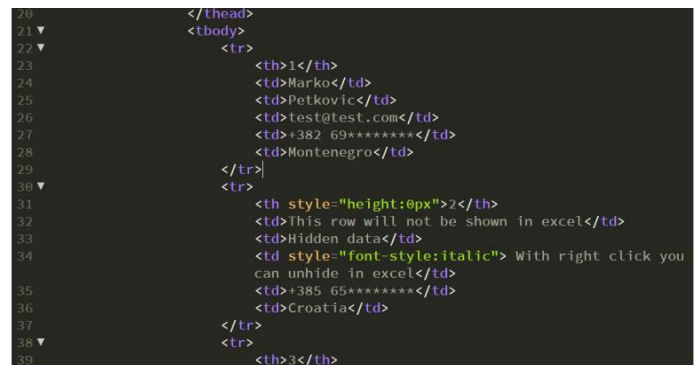 20 </thead>
21 ▼ <tbody>
22 ▼ <tr>
23 <th>1</th>
24 <td>Marko</td>
25 <td>Petkovic</td>
26 <td>test@test.com</td>
27 <td>+382 69********</td>
28 <td>Montenegro</td>
29 </tr>
30 ▼ <tr>
31 <th style="height:0px">2</th>
32 <td>This row will not be shown in excel</td>
33 <td>Hidden data</td>
34 <td style="font-style:italic"> With right click you
can unhide in excel</td>
35 <td>+385 65********</td>
36 <td>Croatia</td>
37 </tr>
38 ▼ <tr>
39 <th>3</th>